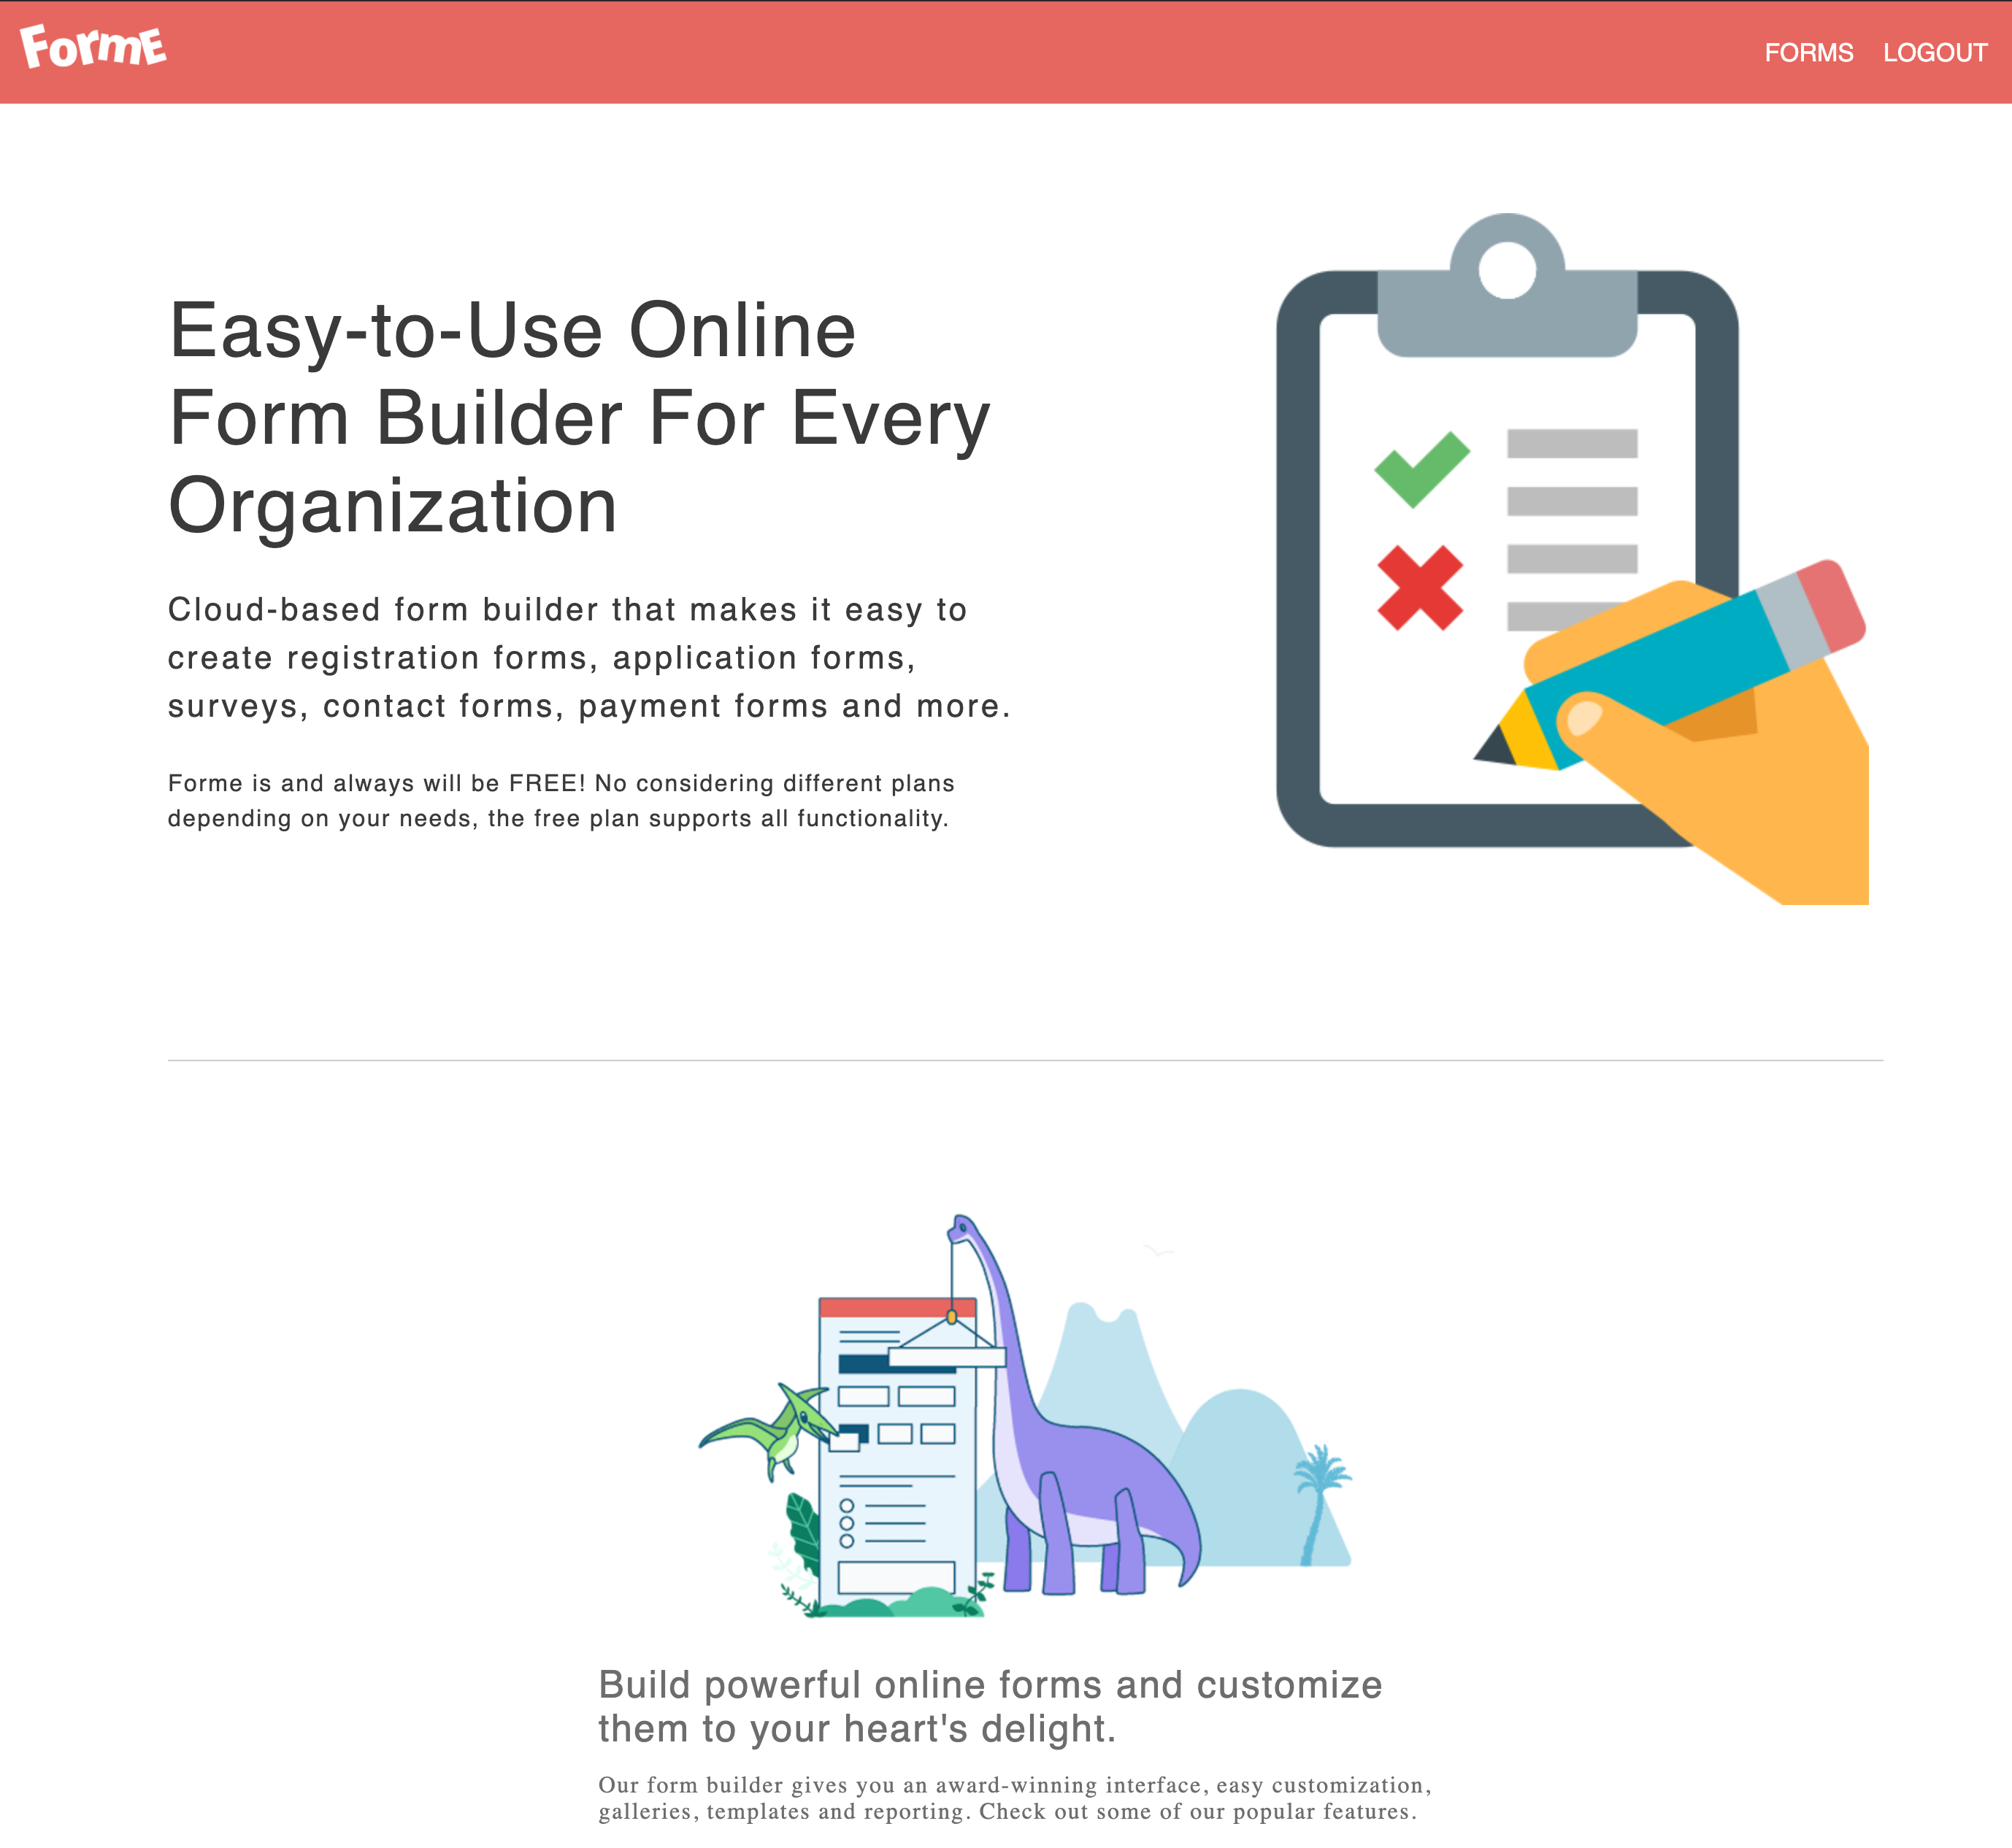 FormE
FORMS LOGOUT
Easy-to-Use Online
Form Builder For Every
Organization
Cloud-based form builder that makes it easy to
create registration forms, application forms,
surveys, contact forms, payment forms and more.
Forme is and always will be FREE! No considering different plans
depending on your needs, the free plan supports all functionality.
Build powerful online forms and customize
them to your heart's delight.
Our form builder gives you an award-winning interface, easy customization,
galleries, templates and reporting. Check out some of our popular features.